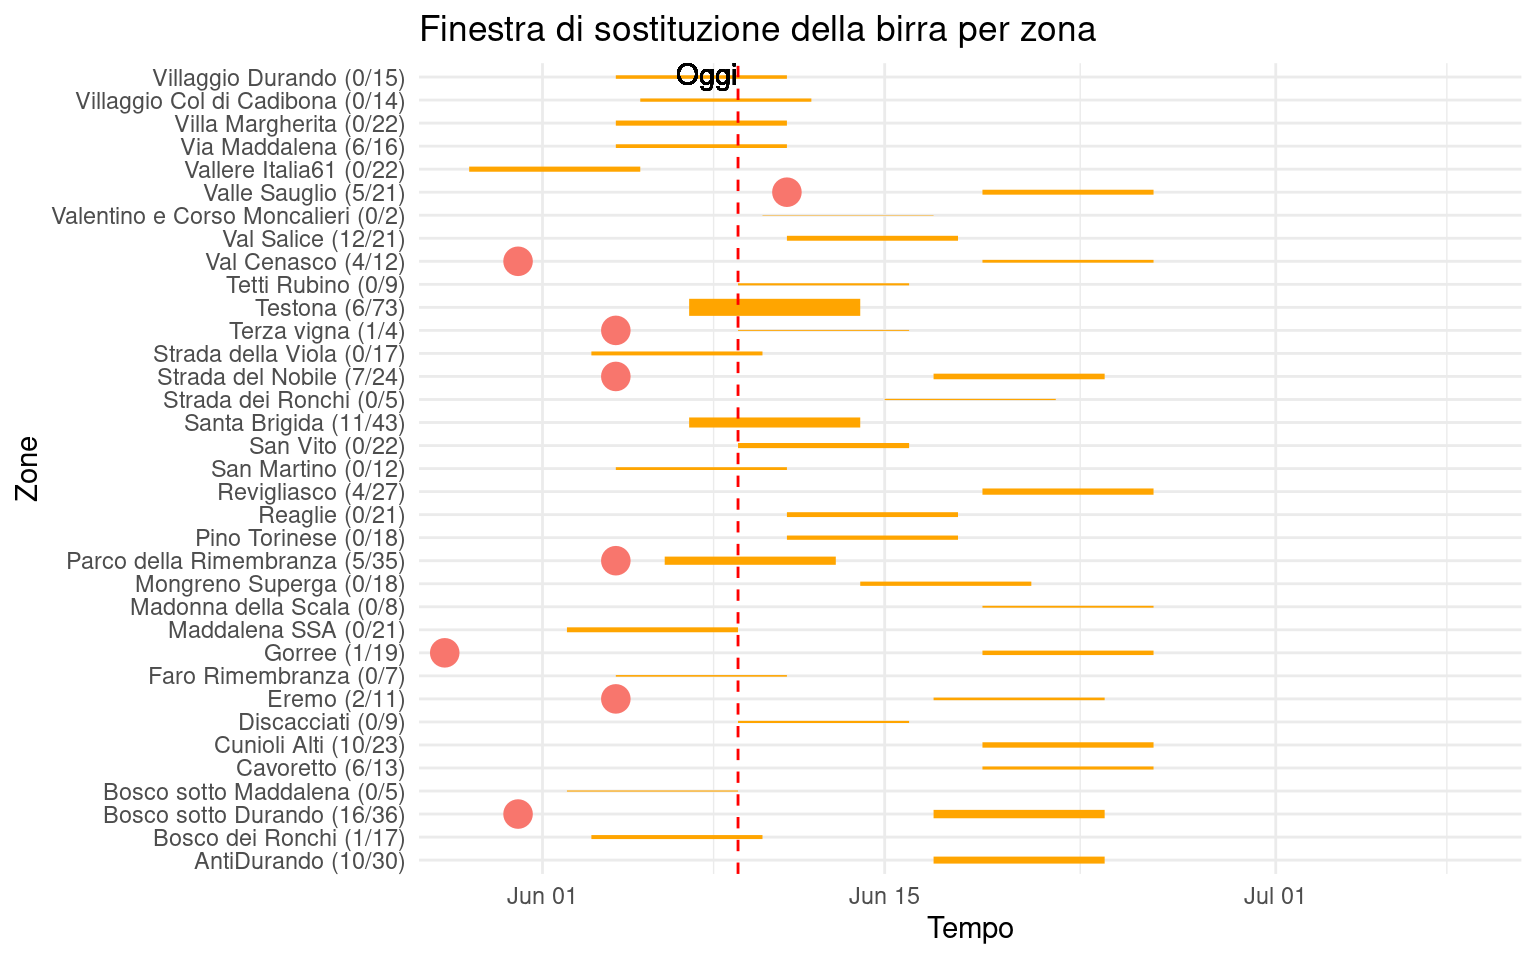 Finestra di sostituzione della birra per zona
Oggi
Villaggio Durando (0/15)
Villaggio Col di Cadibona (0/14)
Villa Margherita (0/22)
Via Maddalena (6/16)
Vallere Italia61 (0/22)
Valle Sauglio (5/21)
Valentino e Corso Moncalieri (0/2)
Val Salice (12/21)
Val Cenasco (4/12)
Tetti Rubino (0/9)
Testona (6/73)
Terza vigna (1/4)
Strada della Viola (0/17)
Strada del Nobile (7/24)
Strada dei Ronchi (0/5)
Santa Brigida (11/43)
San Vito (0/22)
San Martino (0/12)
Revigliasco (4/27)
Reaglie (0/21)
Pino Torinese (0/18)
Parco della Rimembranza (5/35)
Mongreno Superga (0/18)
Madonna della Scala (0/8)
Maddalena SSA (0/21)
Gorree (1/19)
Faro Rimembranza (0/7)
Eremo (2/11)
Discacciati (0/9)
Cunioli Alti (10/23)
Cavoretto (6/13)
Bosco sotto Maddalena (0/5)
Bosco sotto Durando (16/36)
Bosco dei Ronchi (1/17)
AntiDurando (10/30)
Zone
Jun 01
Jun 15
Jul 01
Tempo